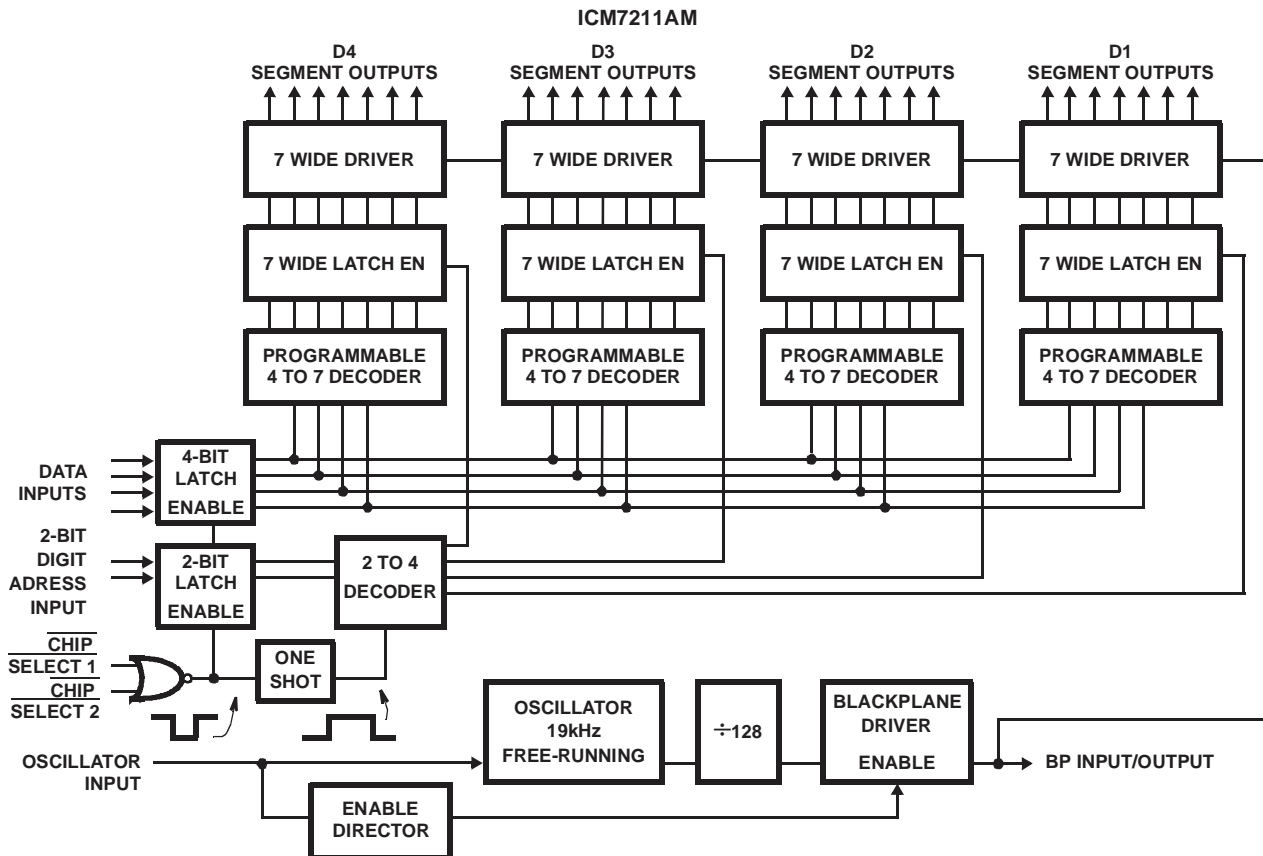 ICM7211AM
D4
SEGMENT OUTPUTS
D3
SEGMENT OUTPUTS
D2
SEGMENT OUTPUTS
D1
SEGMENT OUTPUTS
7 WIDE DRIVER
7 WIDE DRIVER
7 WIDE DRIVER
7 WIDE DRIVER
7 WIDE LATCH EN
7 WIDE LATCH EN
7 WIDE LATCH EN
7 WIDE LATCH EN
PROGRAMMABLE
4 TO 7 DECODER
PROGRAMMABLE
4 TO 7 DECODER
PROGRAMMABLE
4 TO 7 DECODER
PROGRAMMABLE
4 TO 7 DECODER
DATA
INPUTS
4-BIT
LATCH
ENABLE
2-BIT
DIGIT
ADRESS
INPUT
2-BIT
LATCH
ENABLE
2 TO 4
DECODER
CHIP
SELECT 1
CHIP
SELECT 2
ONE
SHOT
OSCILLATOR
INPUT
OSCILLATOR
19kHz
FREE-RUNNING
÷128
BLACKPLANE
DRIVER
ENABLE
BP INPUT/OUTPUT
ENABLE
DIRECTOR